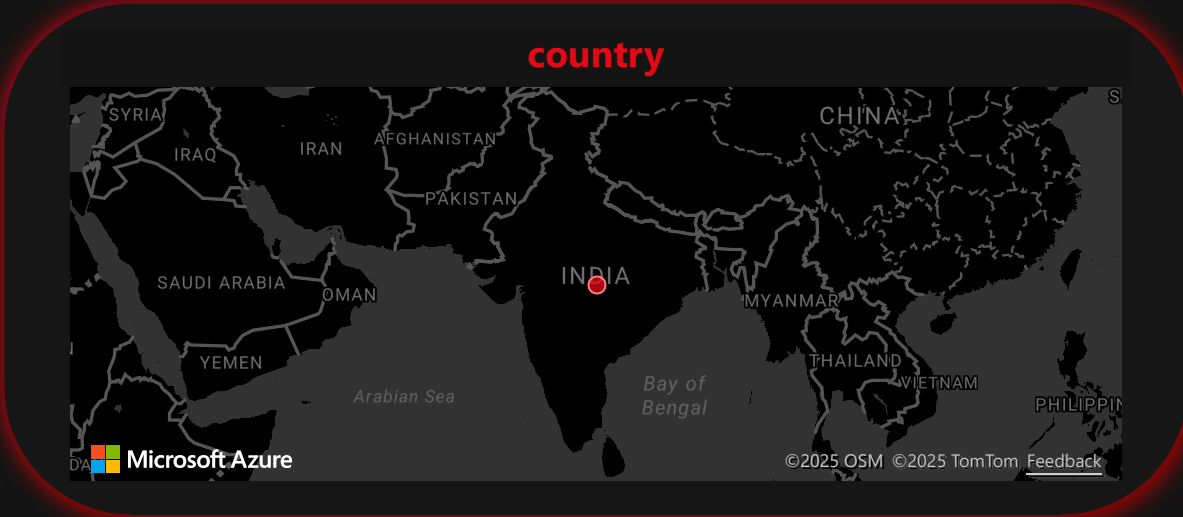 country
SYRIA
IRAQ
IRAN
AFGHANISTAN
PAKISTAN
CHINA
S
SAUDI ARABIA
OMAN
INDIA
MYANMAR
YEMEN
THAILAND
VIETNAM
Arabian Sea
Bay of
Bengal
PHILIPPIN
DA
N
Microsoft Azure
©2025 OSM ©2025 TomTom Feedback